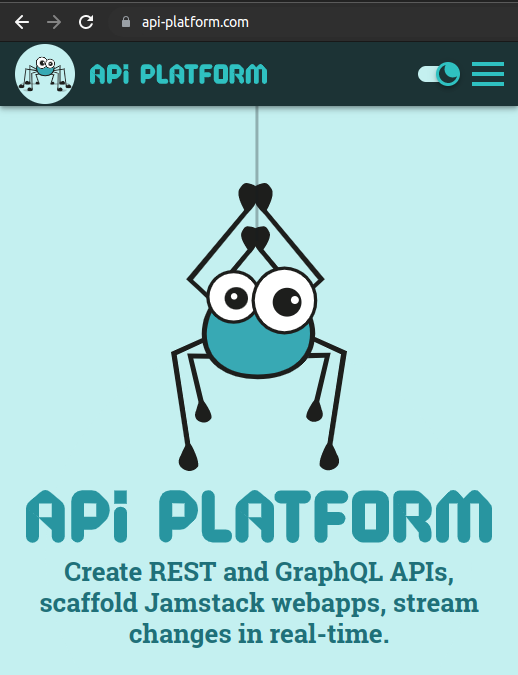 api-platform.com
APi PLATFORM
APi PLATFORM
Create REST and GraphQL APIs,
scaffold Jamstack webapps, stream
changes in real-time.